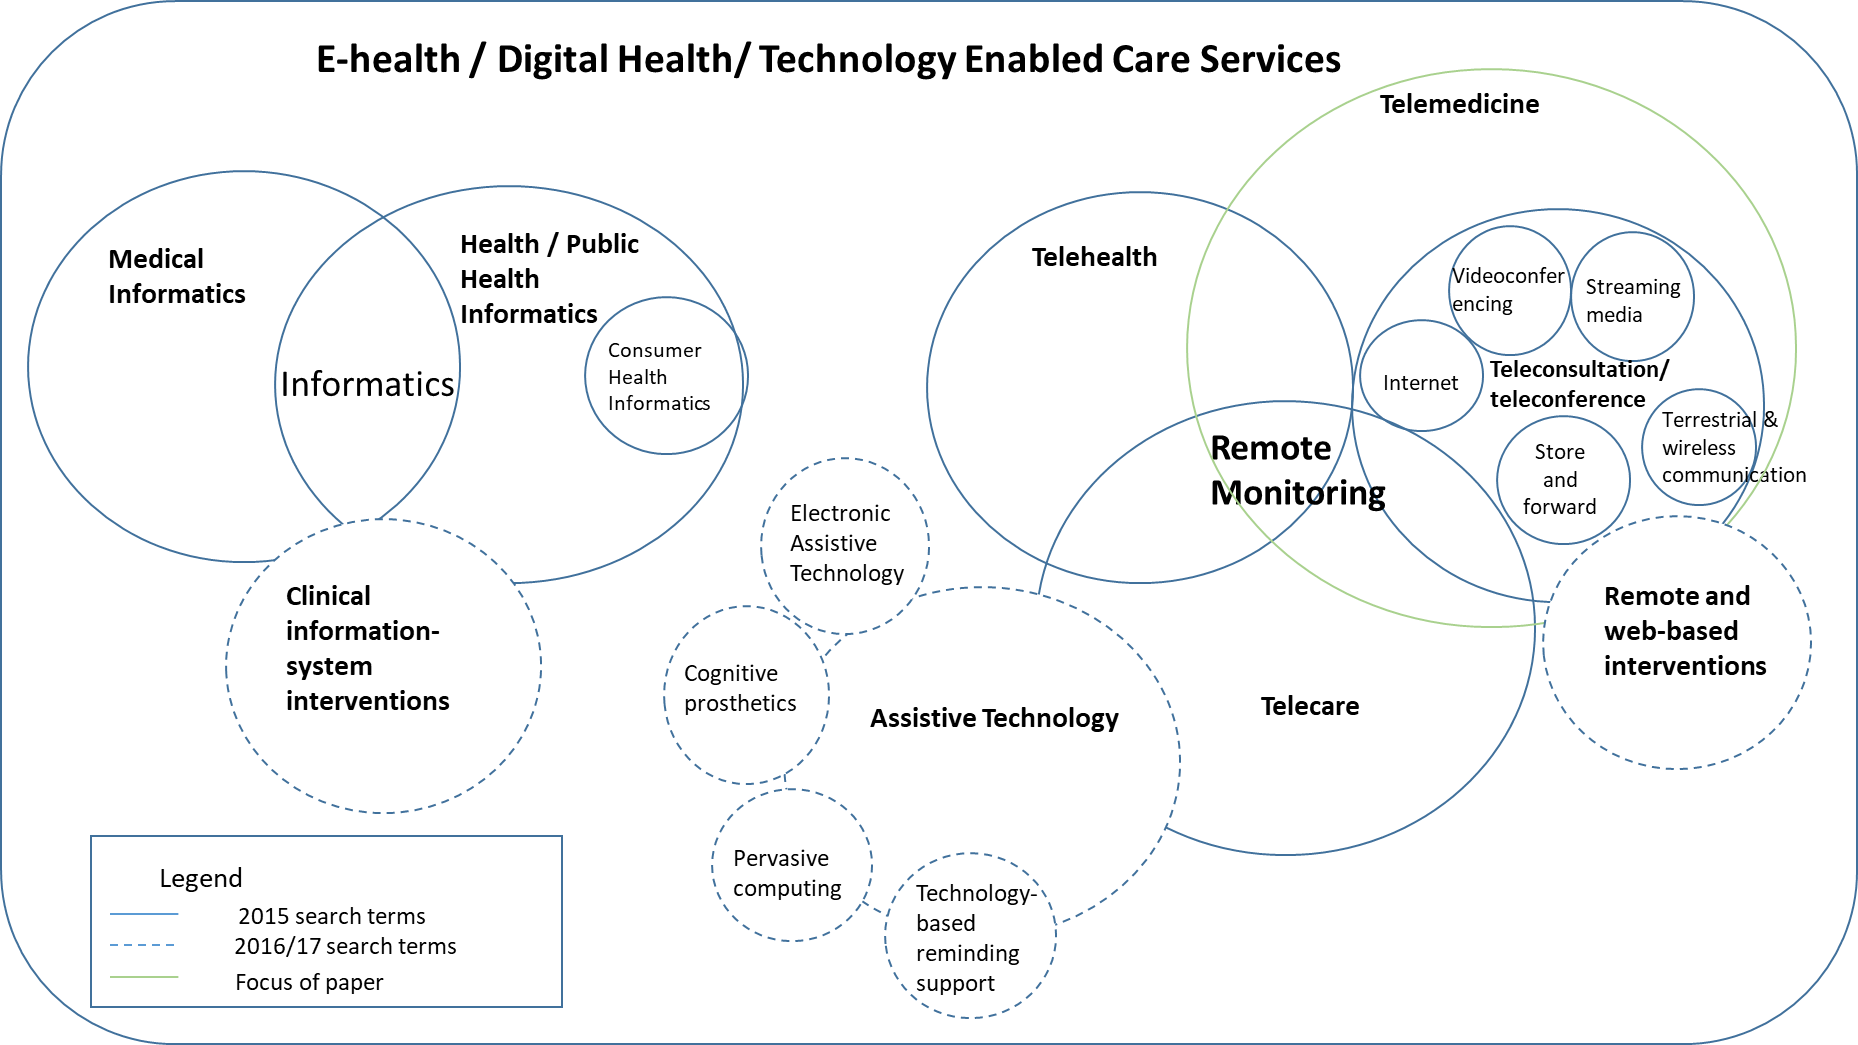 E-health / Digital Health/ Technology Enabled Care Services
Telemedicine
Medical
Informatics
Health / Public
Health
Informatics
Consumer
Health
Informatics
Informatics
Telehealth
Videoconfer
encing
Streaming
media
Internet
Teleconsultation/
teleconference
Terrestrial &
wireless
communication
Store
and
forward
Remote
Monitoring
Electronic
Assistive
Technology
Clinical
information-
system
interventions
Remote and
web-based
interventions
Cognitive
prosthetics
Assistive Technology
Telecare
Pervasive
computing
Technology-
based
reminding
support
Legend
2015 search terms
2016/17 search terms
Focus of paper